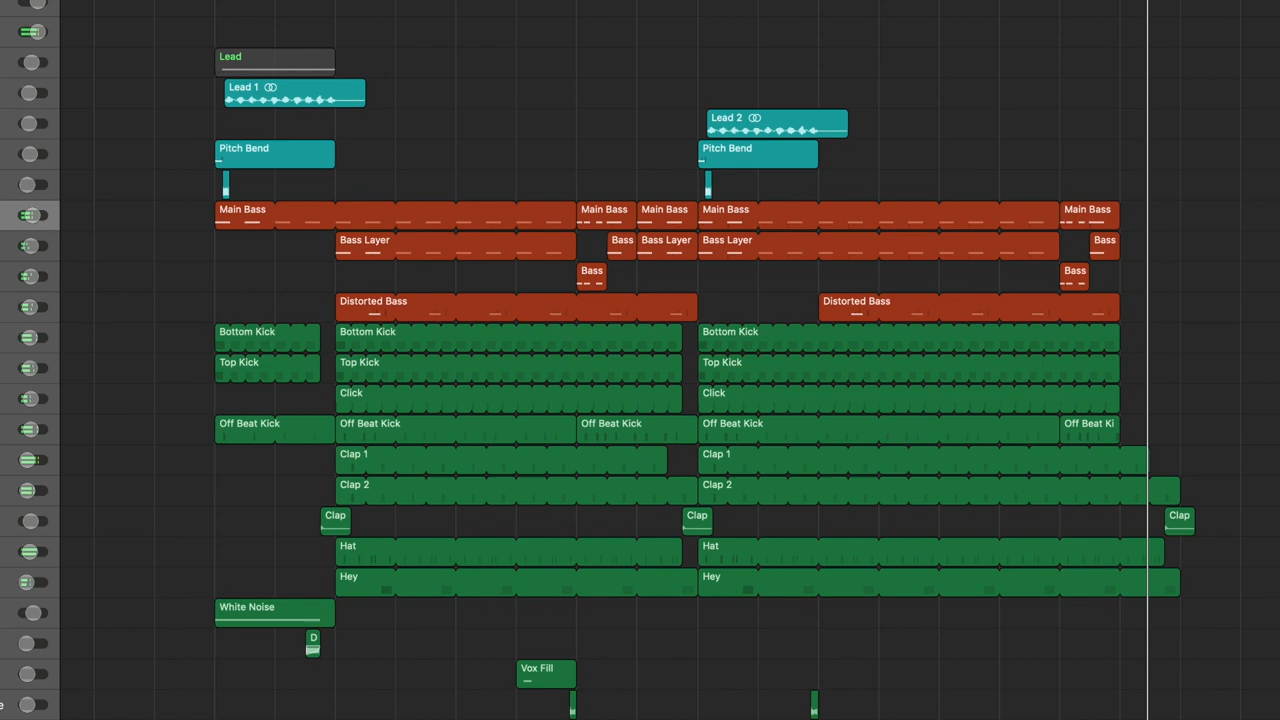 Lead
Lead 1
Lead 2
Pitch Bend Pitch Bend
Main Bass Main Bass Main Bass Main Bass Main Bass
Bass Layer Bass Bass Layer Bass Layer Bass
Bass Bass
Distorted Bass Distorted Bass
Bottom Kick Bottom Kick Bottom Kick
Top Kick Top Kick Top Kick
Click Click
Off Beat Kick Off Beat Kick Off Beat Kick Off Beat Kick Off Beat Ki
Clap 1 Clap 1
Clap 2 Clap 2
Clap Clap Clap
Hat Hat
Hey Hey
White Noise
D
Vox Fill
e